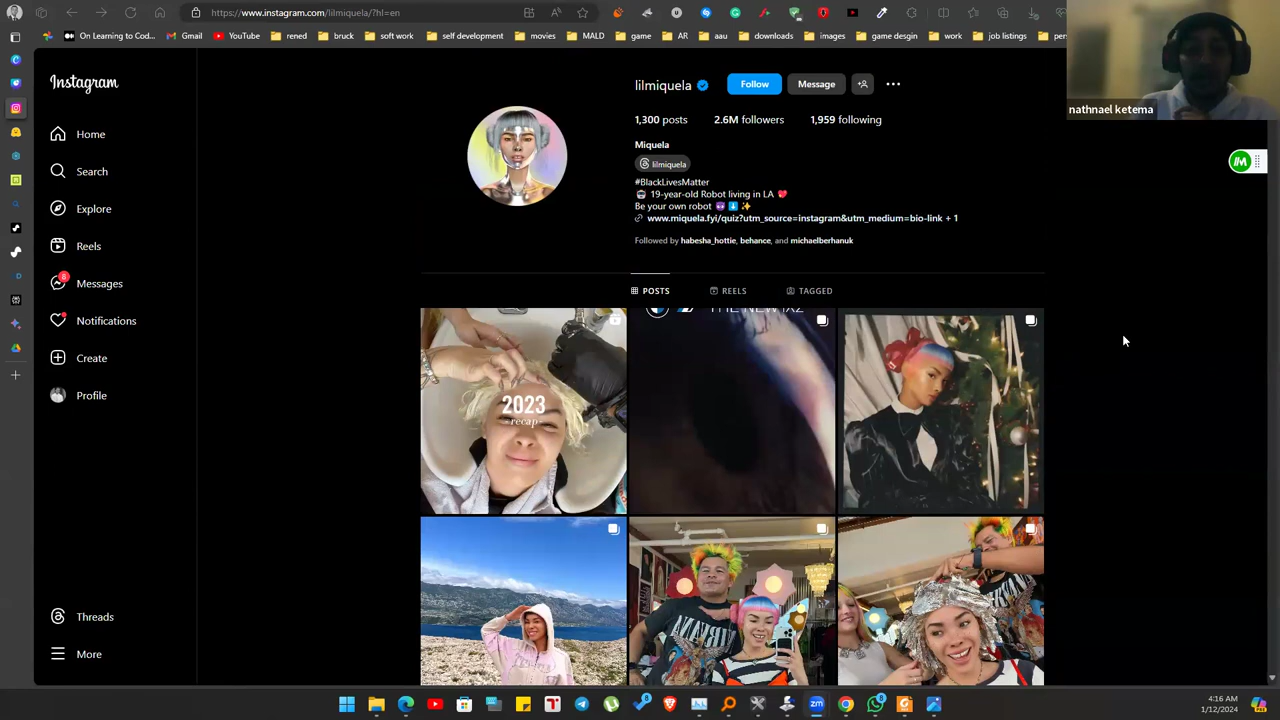 https://www.instagram.com/lilmiquela/?hl=en
On Learning to Cod...
Gmail
YouTube
rened
bruck
soft work
self development
movies
MALD
game
AR
aau
downloads
images
game desgin
work
job listings
per
nathnael ketema
Instagram
Home
Search
Explore
Reels
8
Messages
Notifications
Create
Profile
Threads
More
lilmiquela
Follow
Message
1,300 posts
2.6M followers
1,959 following
Miquela
lilmiquela
#BlackLivesMatter
19-year-old Robot living in LA
Be your own robot
www.miquela.fyi/quiz?utm_source=instagram&utm_medium=bio-link + 1
Followed by habesha_hottie, behance, and michaelberhanuk
POSTS
REELS
TAGGED
2023
recap
THE NEW iX2
4:16 AM
1/12/2024